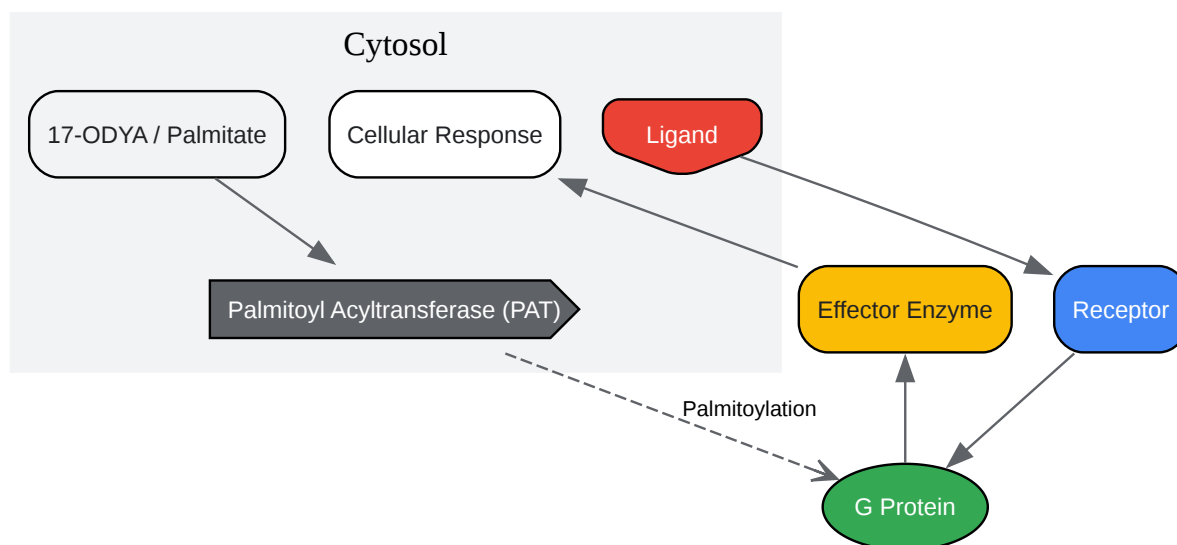 Cytosol
17-ODYA / Palmitate
Cellular Response
Ligand
Palmitoyl Acyltransferase (PAT)
Effector Enzyme
Receptor
Palmitoylation
G Protein